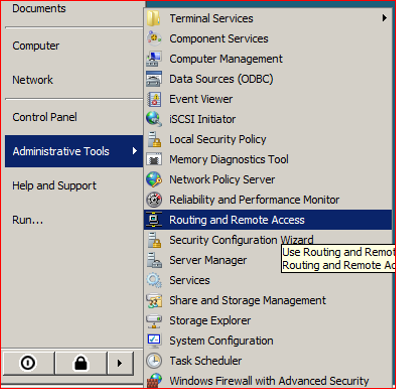 Documents
Computer
Network
Control Panel
Administrative Tools
Help and Support
Run...
Terminal Services
Component Services
Computer Management
Data Sources (ODBC)
Event Viewer
iSCSI Initiator
Local Security Policy
Memory Diagnostics Tool
Network Policy Server
Reliability and Performance Monitor
Routing and Remote Access
Security Configuration Wizard
Use Routing and Remot
Server Manager
Routing and Remote Ac
Services
Share and Storage Management
Storage Explorer
System Configuration
Task Scheduler
Windows Firewall with Advanced Security